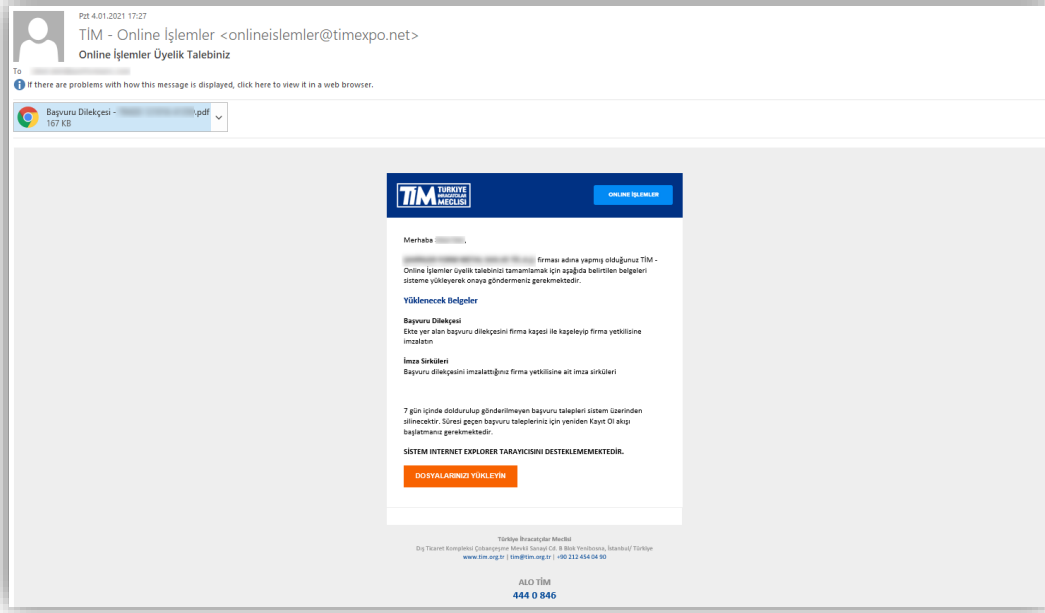 Pzt 4.01.2021 17:27
TİM - Online İşlemler <onlineislemler@timexpo.net>
Online İşlemler Üyelik Talebiniz
To
If there are problems with how this message is displayed, click here to view it in a web browser.
Başvuru Dilekçesi - .pdf
167 KB
TİM TÜRKİYE
İHRACATÇILAR
MECLİSİ
ONLINE İŞLEMLER
Merhaba ,
firması adına yapmış olduğunuz TİM -
Online İşlemler üyelik talebinizi tamamlamak için aşağıda belirtilen belgeleri
sisteme yükleyerek onaya göndermeniz gerekmektedir.
Yüklenecek Belgeler
Başvuru Dilekçesi
Ekte yer alan başvuru dilekçesini firma kaşesi ile kaşeleyip firma yetkilisine
imzalatın
İmza Sirküleri
Başvuru dilekçesini imzalattığınız firma yetkilisine ait imza sirküleri
7 gün içinde doldurulup gönderilmeyen başvuru talepleri sistem üzerinden
silinecektir. Süresi geçen başvuru talepleriniz için yeniden Kayıt Ol akışı
başlatmanız gerekmektedir.
SİSTEM INTERNET EXPLORER TARAYICISINI DESTEKLEMEMEKTEDİR.
DOSYALARINIZI YÜKLEYİN
Türkiye İhracatçılar Meclisi
Dış Ticaret Kompleksi Çobançeşme Mevkii Sanayi Cd. B Blok Yenibosna, İstanbul/ Türkiye
www.tim.org.tr | tim@tim.org.tr | +90 212 454 04 90
ALO TİM
444 0 846